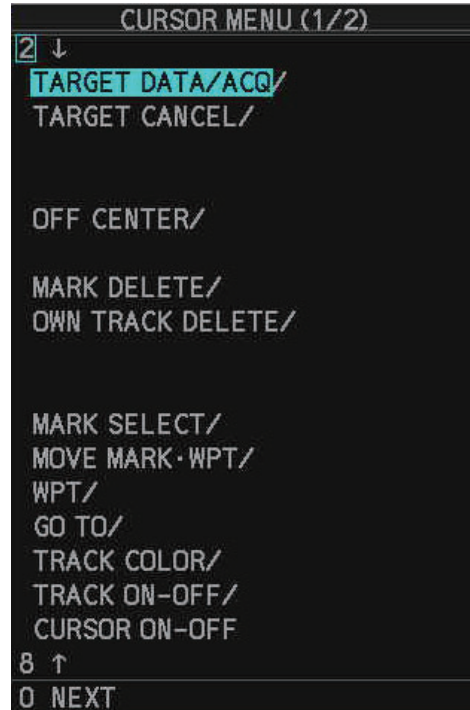 CURSOR MENU (1/2)
2 ↓
TARGET DATA/ACQ/
TARGET CANCEL/
OFF CENTER/
MARK DELETE/
OWN TRACK DELETE/
MARK SELECT/
MOVE MARK·WPT/
WPT/
GO TO/
TRACK COLOR/
TRACK ON-OFF/
CURSOR ON-OFF
8 ↑
0 NEXT